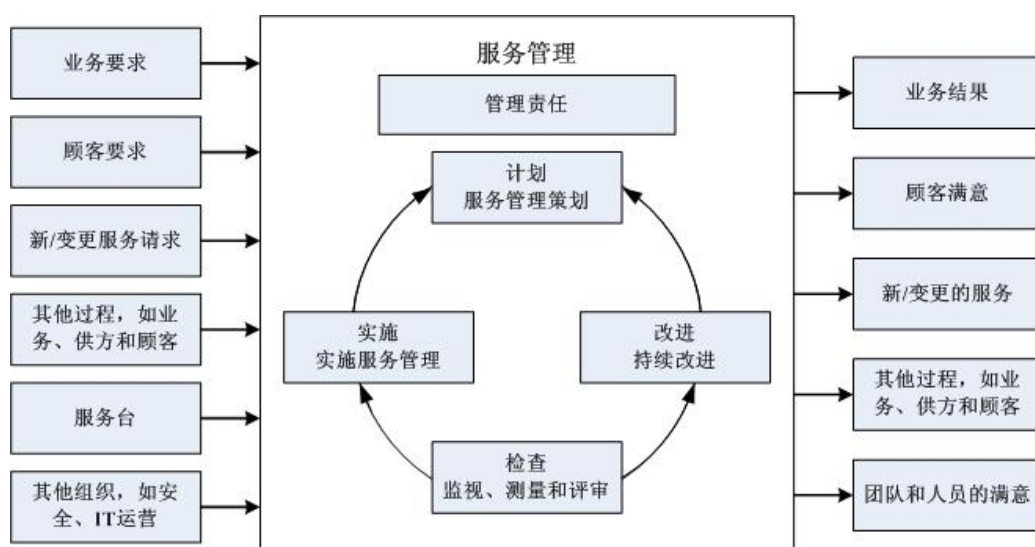 业务要求
顾客要求
新/变更服务请求
其他过程，如业
务、供方和顾客
服务台
其他组织，如安
全、IT运营
服务管理
管理责任
计划
服务管理策划
实施
实施服务管理
改进
持续改进
检查
监视、测量和评审
业务结果
顾客满意
新/变更的服务
其他过程，如业
务、供方和顾客
团队和人员的满意